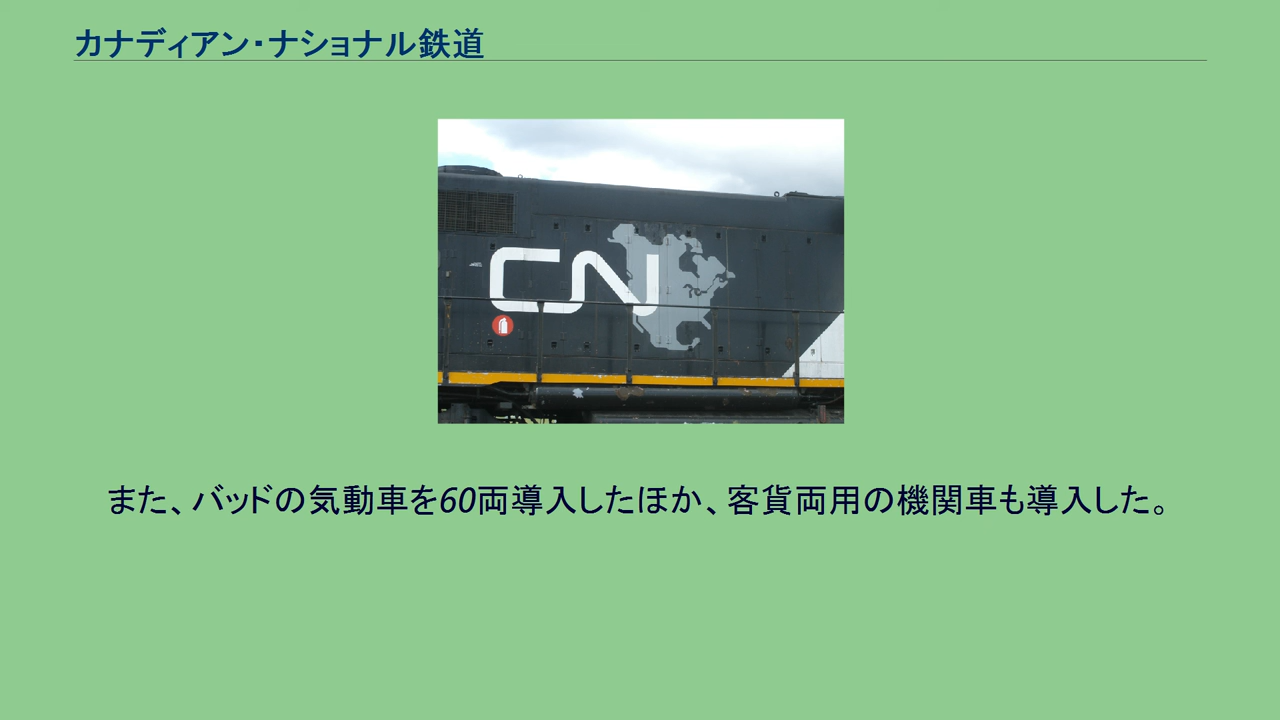 カナディアン・ナショナル鉄道
CN
また、バッドの気動車を60両導入したほか、客貨両用の機関車も導入した。